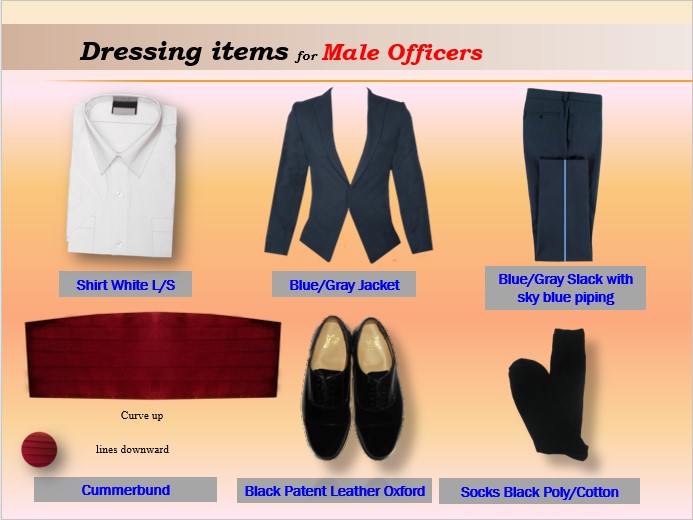 Dressing items for Male Officers
Shirt White L/S
Blue/Gray Jacket
Blue/Gray Slack with
sky blue piping
Curve up
lines downward
Cummerbund
Black Patent Leather Oxford
Socks Black Poly/Cotton